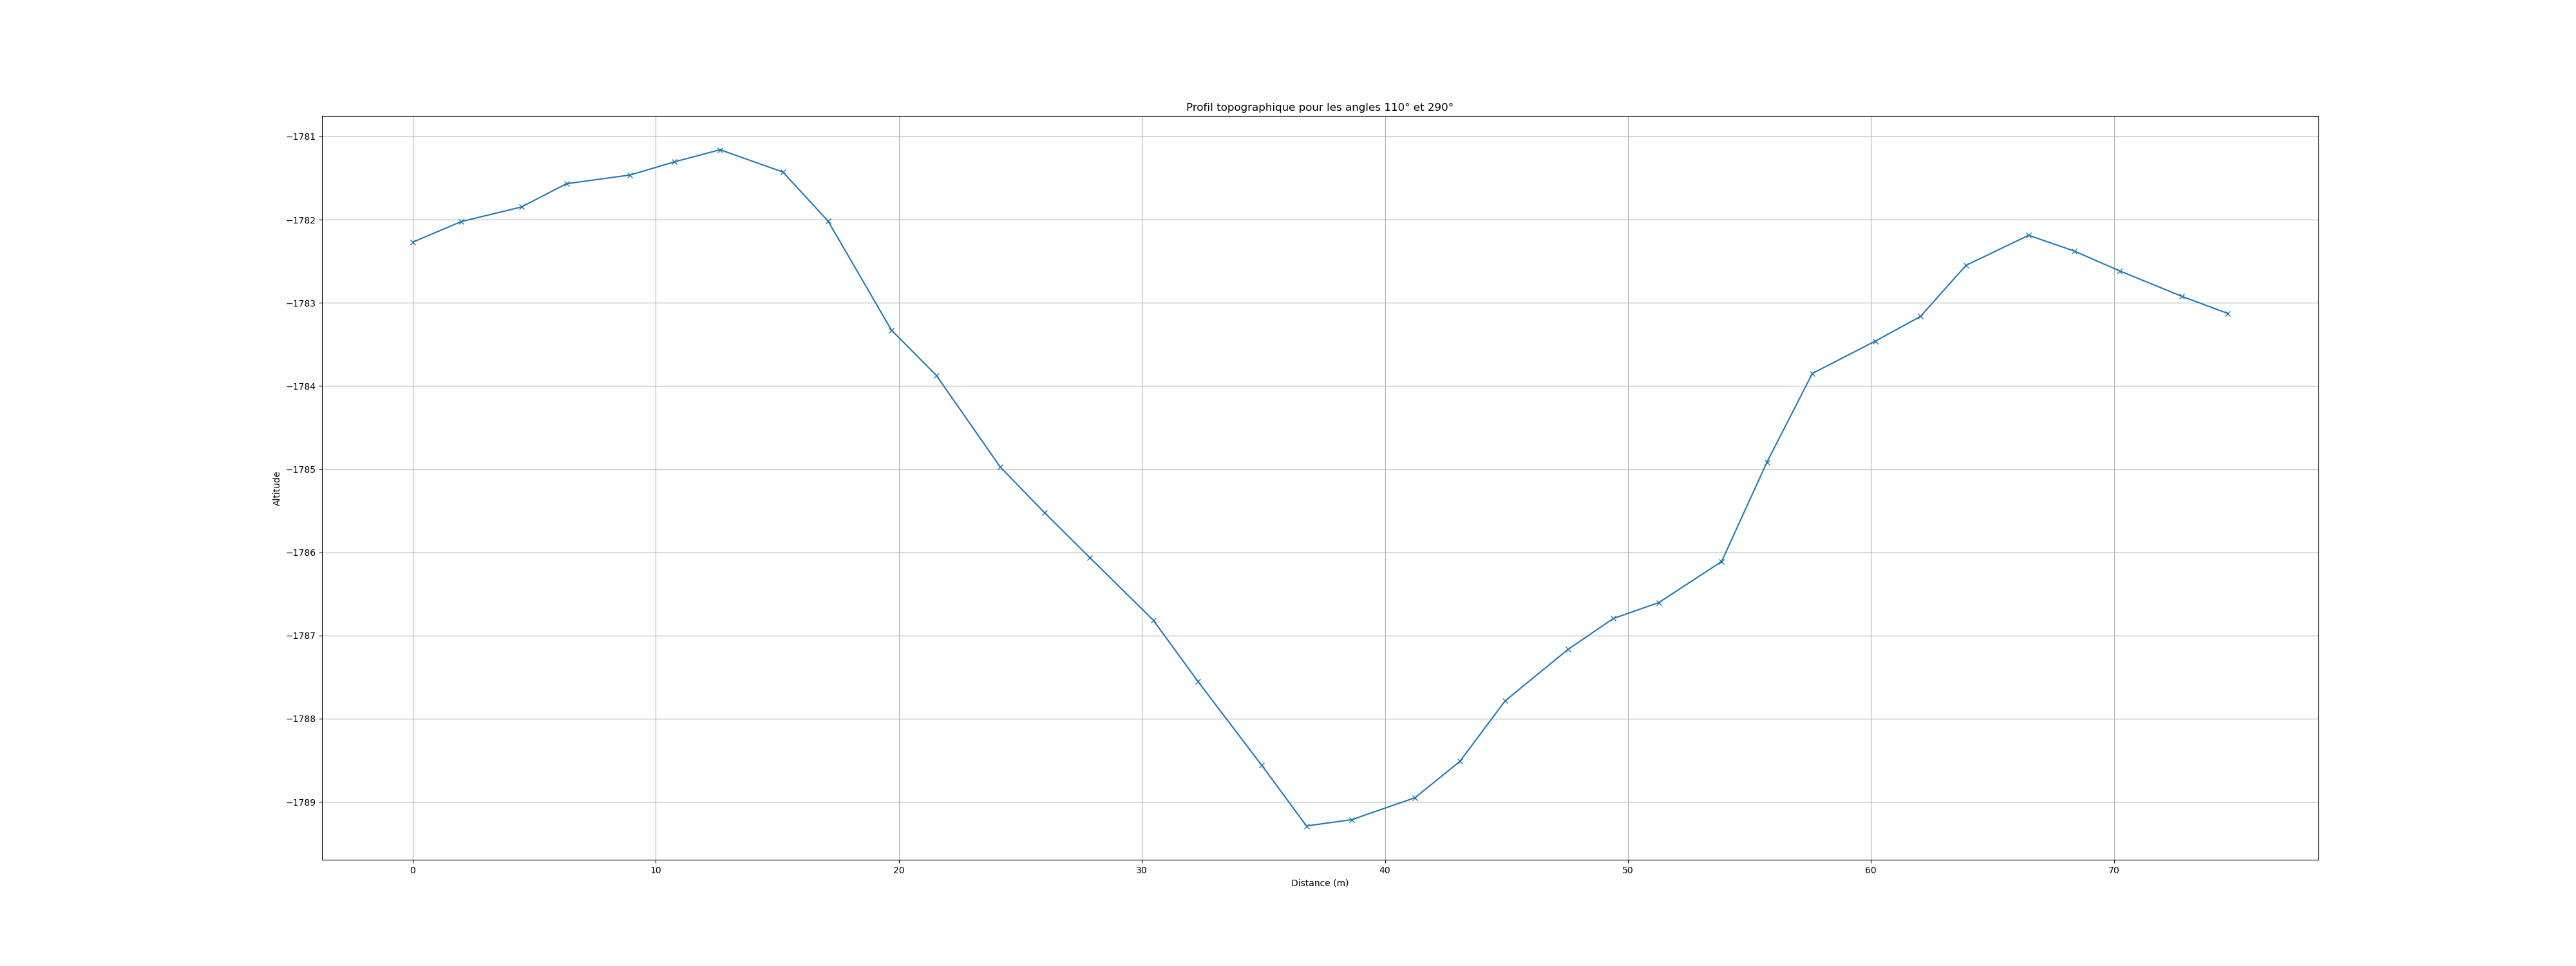 Profil topographique pour les angles 110° et 290°
Altitude
−1781
−1782
−1783
−1784
−1785
−1786
−1787
−1788
−1789
0 10 20 30 40 50 60 70
Distance (m)